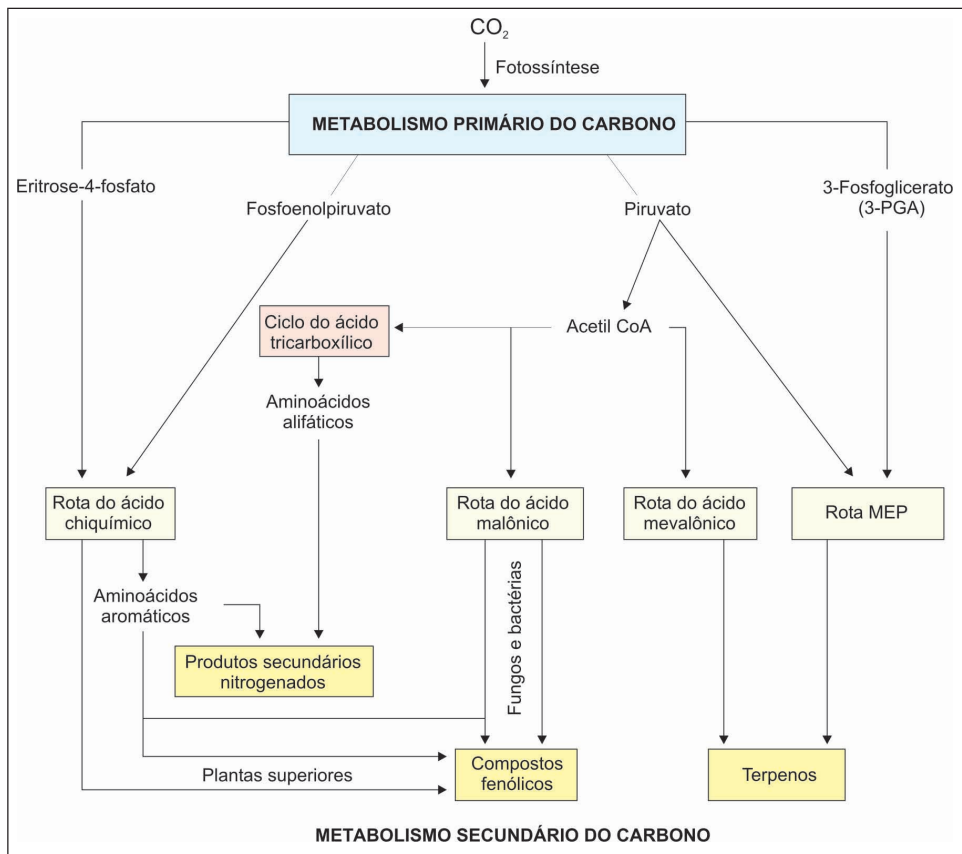 CO₂
Fotossíntese
METABOLISMO PRIMÁRIO DO CARBONO
Eritrose-4-fosfato
Fosfoenolpiruvato
Piruvato
3-Fosfoglicerato
(3-PGA)
Ciclo do ácido
tricarboxílico
Acetil CoA
Aminoácidos
alifáticos
Rota do ácido
chiquímico
Rota do ácido
malônico
Rota do ácido
mevalônico
Rota MEP
Aminoácidos
aromáticos
Fungos e bactérias
Produtos secundários
nitrogenados
Plantas superiores
Compostos
fenólicos
Terpenos
METABOLISMO SECUNDÁRIO DO CARBONO